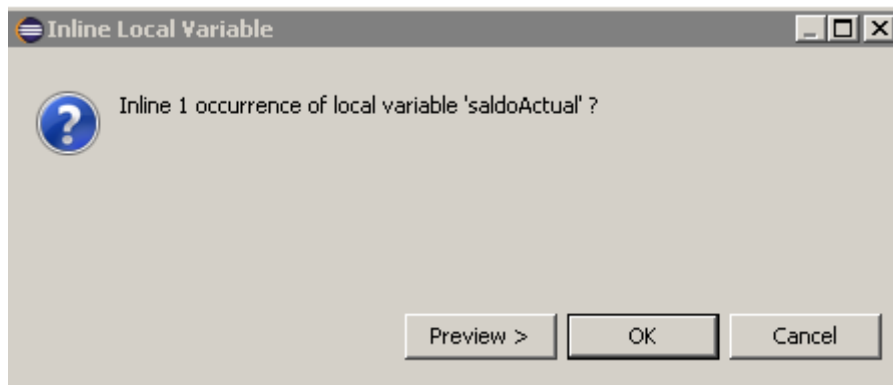 Inline Local Variable
Inline 1 occurrence of local variable 'saldoActual' ?
Preview >
OK
Cancel